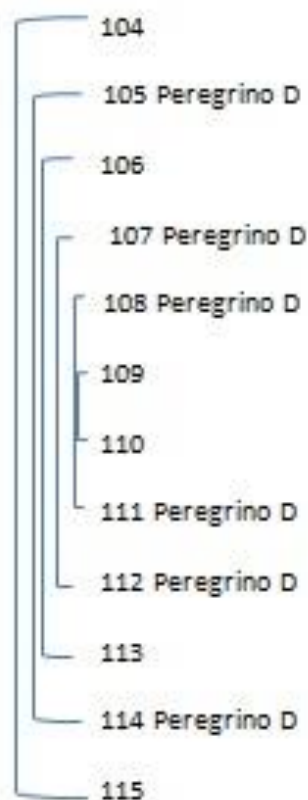 104
105 Peregrino D
106
107 Peregrino D
108 Peregrino D
109
110
111 Peregrino D
112 Peregrino D
113
114 Peregrino D
115